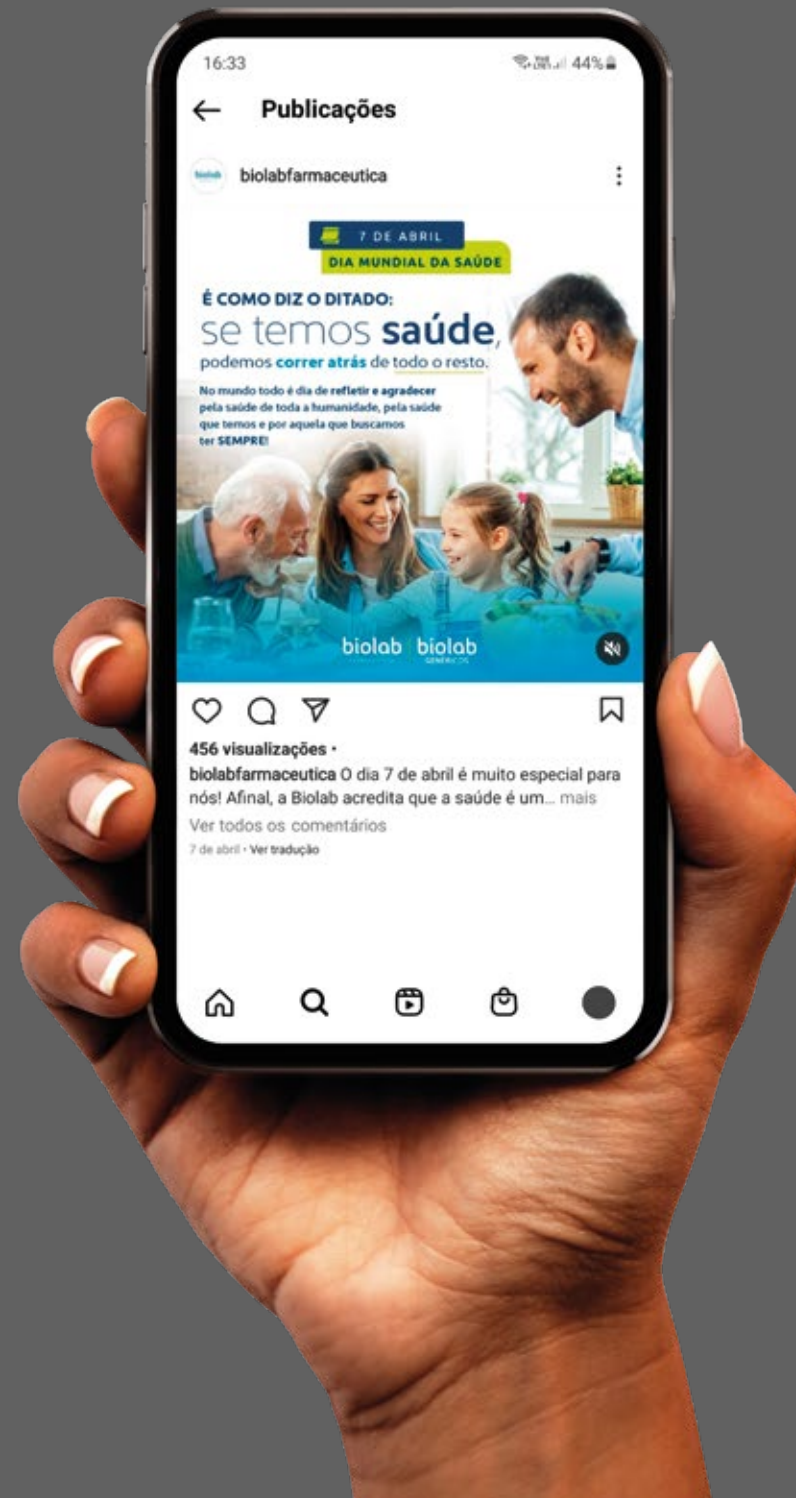 16:33
44%
Publicações
biolab
biolabfarmaceutica
7 DE ABRIL
DIA MUNDIAL DA SAÚDE
É COMO DIZ O DITADO:
se temos saúde,
podemos correr atrás de todo o resto.
No mundo todo é dia de refletir e agradecer
pela saúde de toda a humanidade, pela saúde
que temos e por aquela que buscamos
ter SEMPRE!
biolab biolab
GENÉRICOS
456 visualizações •
biolabfarmaceutica O dia 7 de abril é muito especial para
nós! Afinal, a Biolab acredita que a saúde é um... mais
Ver todos os comentários
7 de abril • Ver tradução